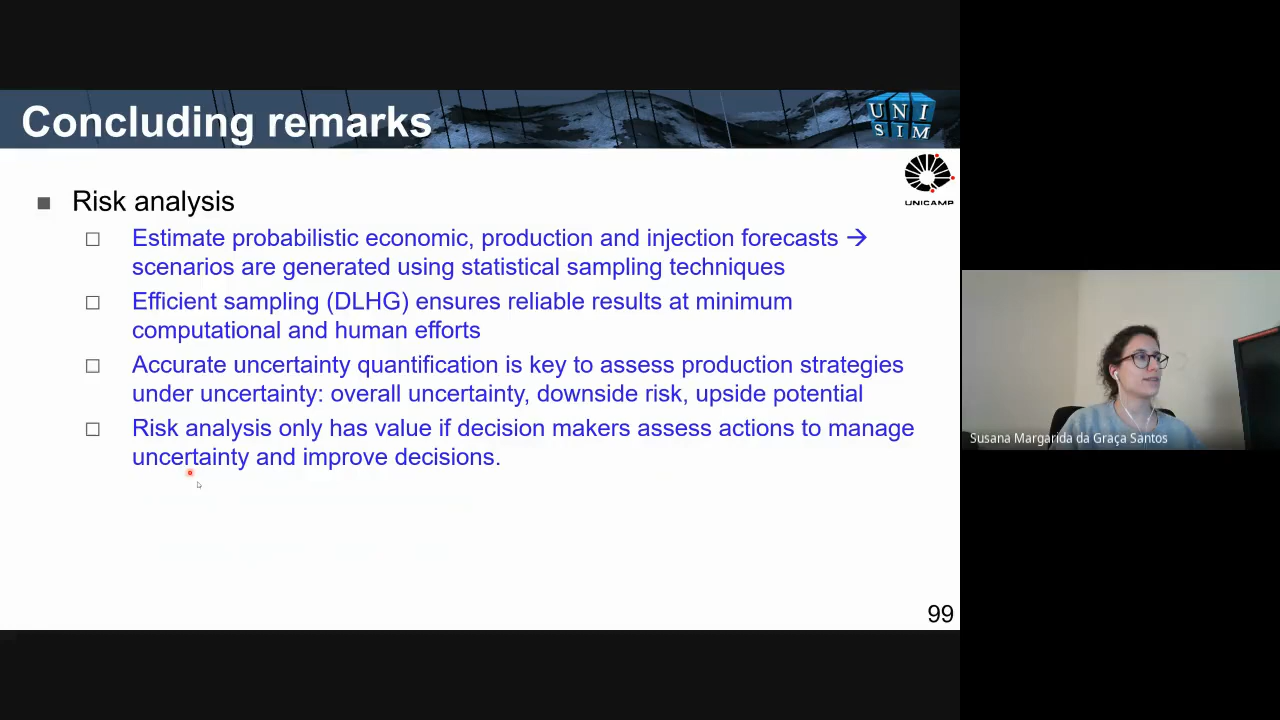 Concluding remarks
UNI
SIM
UNICAMP
Risk analysis
Estimate probabilistic economic, production and injection forecasts →
scenarios are generated using statistical sampling techniques
Efficient sampling (DLHG) ensures reliable results at minimum
computational and human efforts
Accurate uncertainty quantification is key to assess production strategies
under uncertainty: overall uncertainty, downside risk, upside potential
Risk analysis only has value if decision makers assess actions to manage
uncertainty and improve decisions.
99
Susana Margarida da Graça Santos